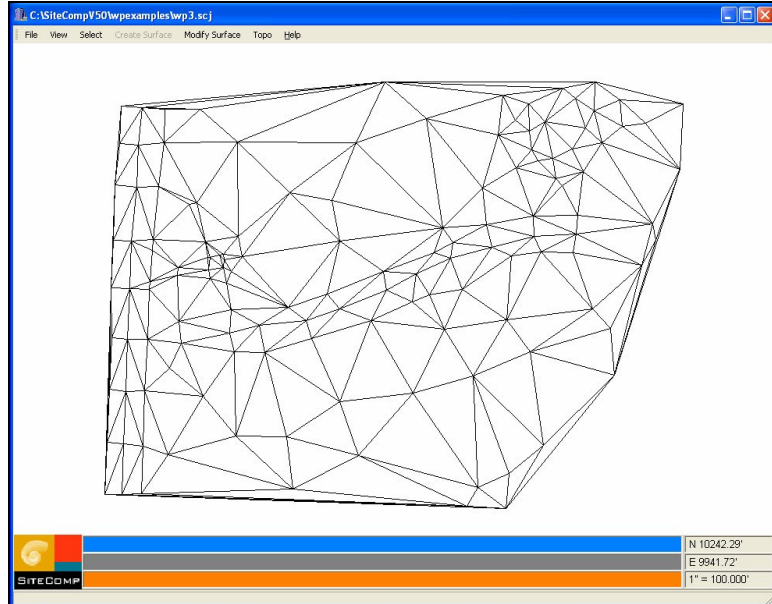 C:\SiteCompV50\wpexamples\wp3.scj
File View Select Create Surface Modify Surface Topo Help
N 10242.29'
E 9941.72'
1" = 100.000'
SITECOMP